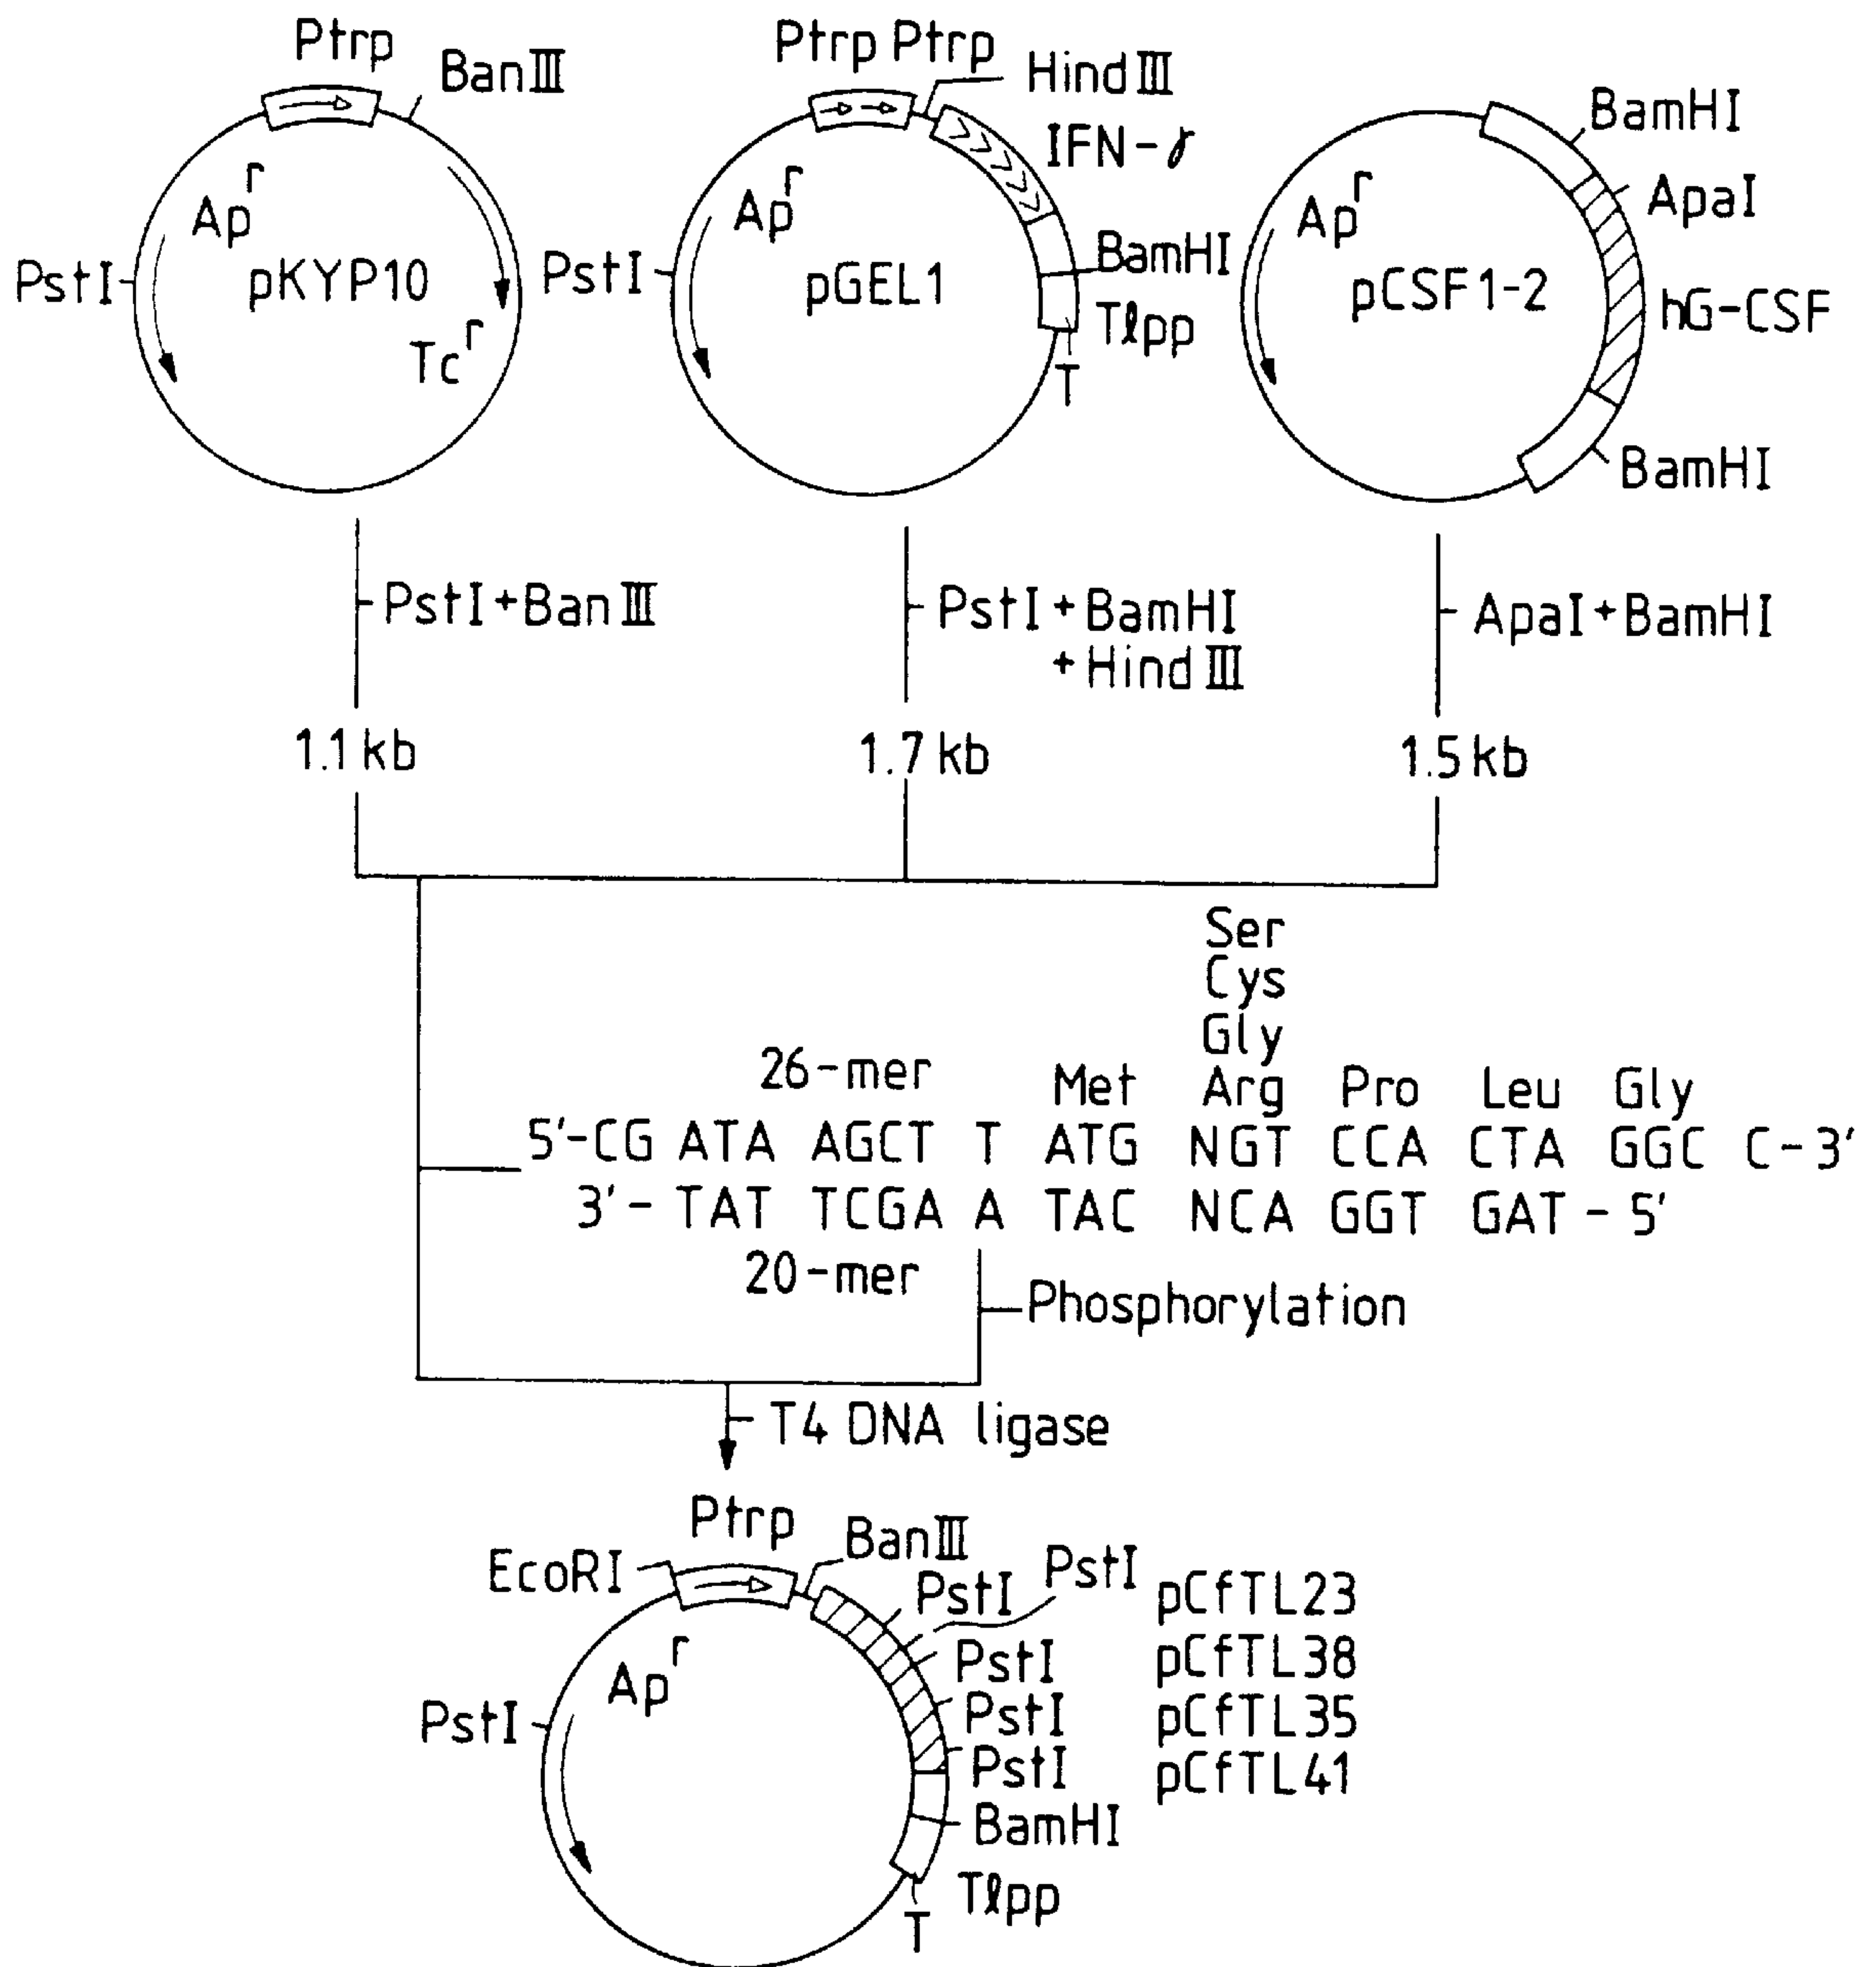 Ptrp
BanIII
Ap^r
PstI
pKYP10
Tc^r
Ptrp Ptrp
HindIII
IFN-γ
Ap^r
PstI
pGEL1
BamHI
Tlpp
T
BamHI
ApaI
Ap^r
pCSF1-2
hG-CSF
BamHI
PstI+BanIII
PstI+BamHI
+HindIII
ApaI+BamHI
1.1 kb
1.7 kb
1.5 kb
Ser
Cys
Gly
26-mer
Met Arg Pro Leu Gly
5'-CG ATA AGCT T ATG NGT CCA CTA GGC C-3'
3'- TAT TCGA A TAC NCA GGT GAT - 5'
20-mer
Phosphorylation
T4 DNA ligase
Ptrp
BanIII
EcoRI
PstI
PstI
pCfTL23
Ap^r
PstI
pCfTL38
PstI
PstI
pCfTL35
PstI
pCfTL41
BamHI
Tlpp
T